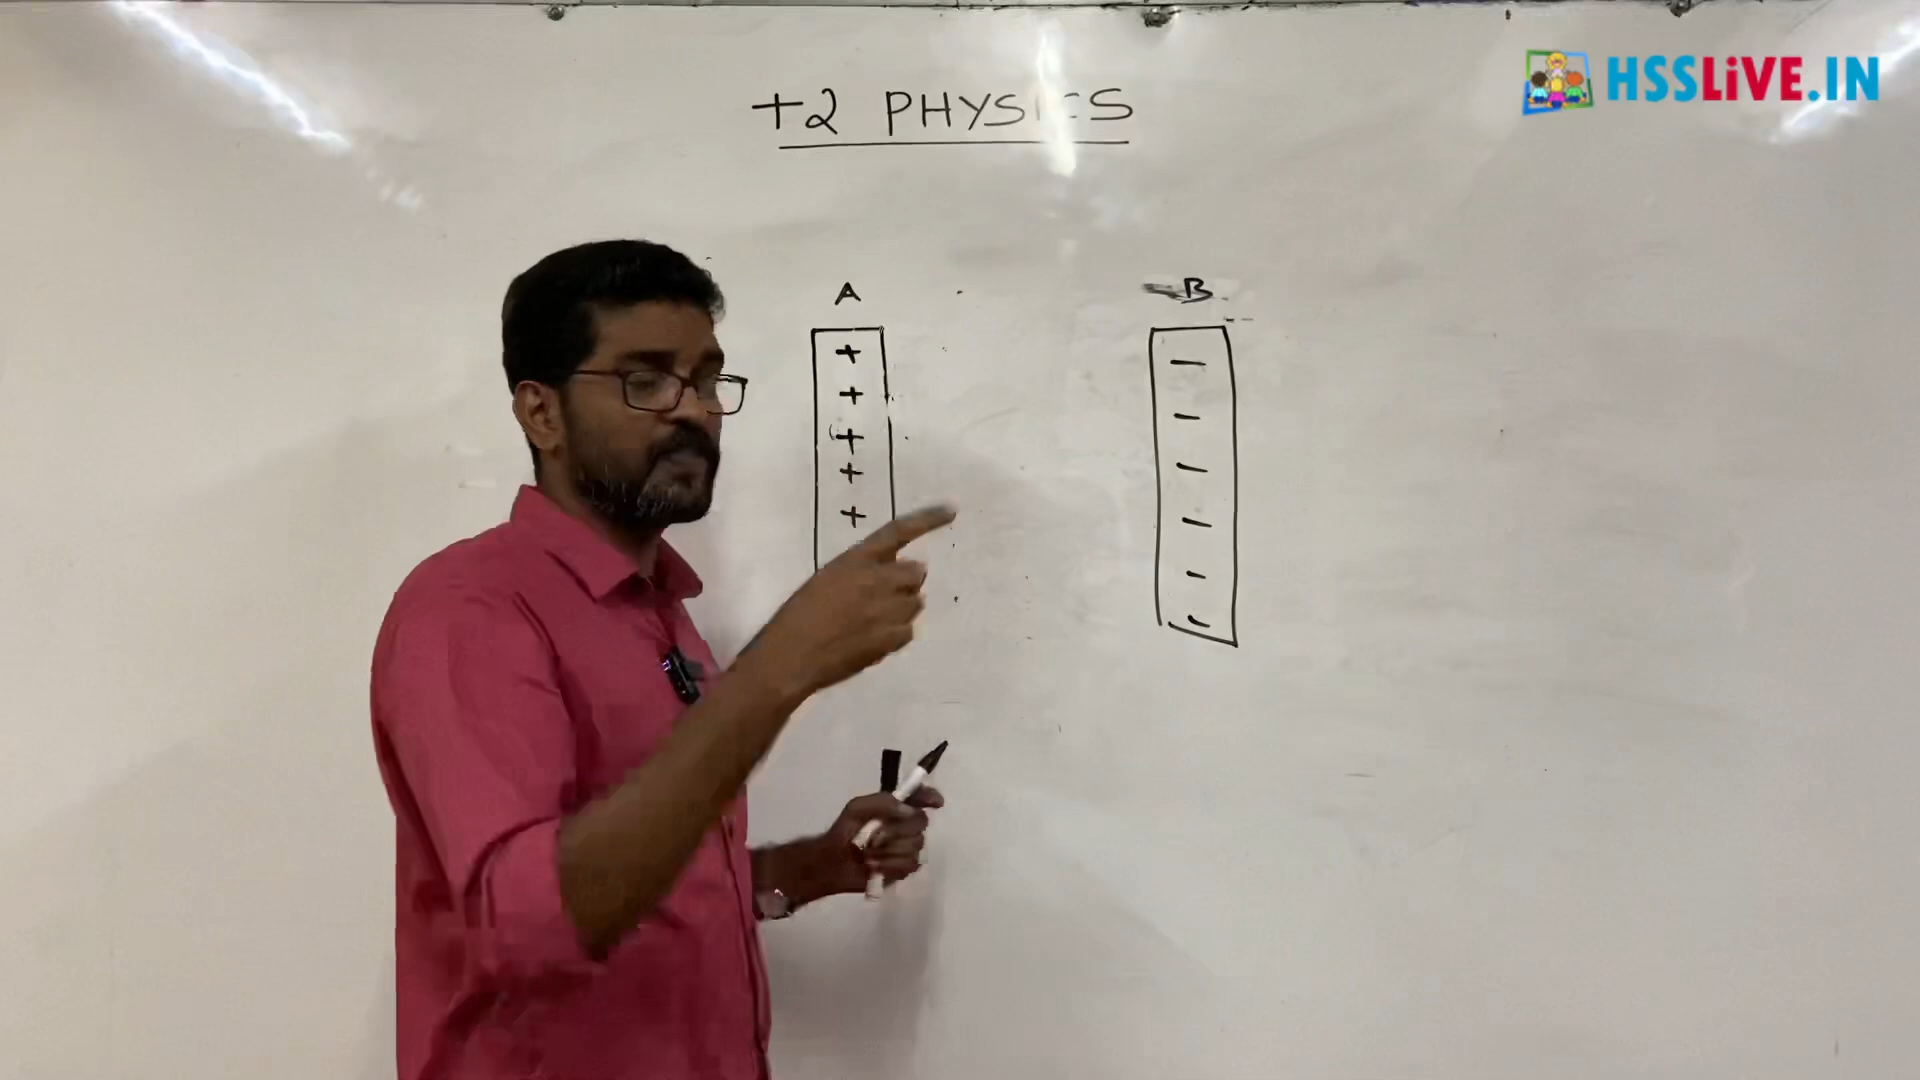 HSSLiVE.IN
+2 PHYSICS
A B
+ -
+ -
+ -
+ -
+ -
-